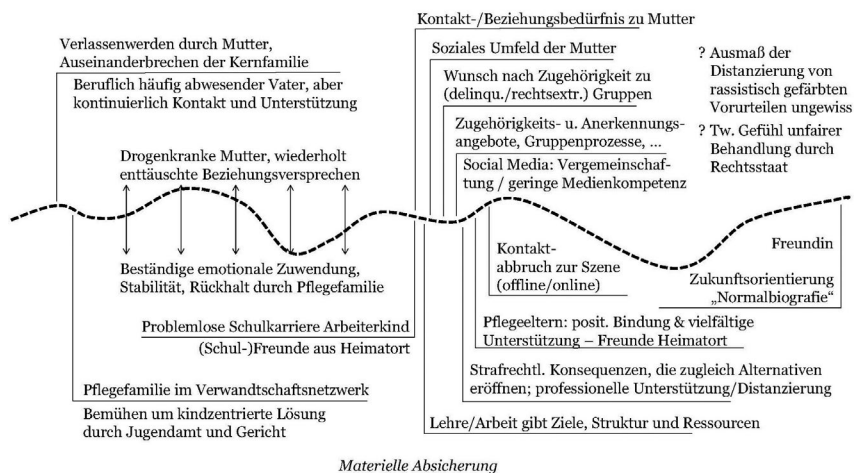 Verlassenwerden durch Mutter,
Auseinanderbrechen der Kernfamilie
Beruflich häufig abwesender Vater, aber
kontinuierlich Kontakt und Unterstützung
Drogenkranke Mutter, wiederholt
enttäuschte Beziehungsversprechen
Kontakt-/Beziehungsbedürfnis zu Mutter
Soziales Umfeld der Mutter
Wunsch nach Zugehörigkeit zu
(delinqu./rechtsextr.) Gruppen
Zugehörigkeits- u. Anerkennungs-
angebote, Gruppenprozesse, ...
Social Media: Vergemeinschaf-
tung / geringe Medienkompetenz
? Ausmaß der
Distanzierung von
rassistisch gefärbten
Vorurteilen ungewiss
? Tw. Gefühl unfairer
Behandlung durch
Rechtsstaat
Beständige emotionale Zuwendung,
Stabilität, Rückhalt durch Pflegefamilie
Problemlose Schulkarriere Arbeiterkind
(Schul-)Freunde aus Heimatort
Pflegefamilie im Verwandtschaftsnetzwerk
Bemühen um kindzentrierte Lösung
durch Jugendamt und Gericht
Kontakt-
abbruch zur Szene
(offline/online)
Freundin
Zukunftsorientierung
„Normalbiografie“
Pflegeeltern: posit. Bindung & vielfältige
Unterstützung – Freunde Heimatort
Strafrechtl. Konsequenzen, die zugleich Alternativen
eröffnen; professionelle Unterstützung/Distanzierung
Lehre/Arbeit gibt Ziele, Struktur und Ressourcen
Materielle Absicherung